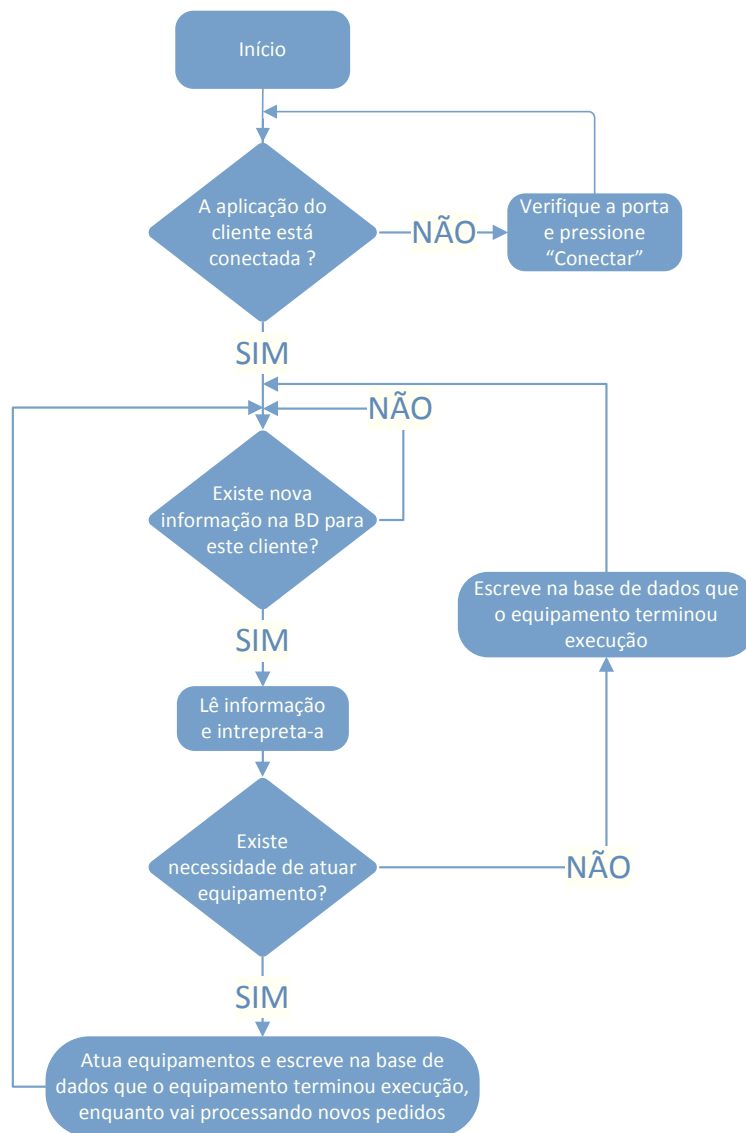 Início
A aplicação do
cliente está
conectada ?
NÃO
Verifique a porta
e pressione
“Conectar”
SIM
NÃO
Existe nova
informação na BD para
este cliente?
Escreve na base de dados que
o equipamento terminou
execução
SIM
Lê informação
e intrepreta-a
Existe
necessidade de atuar
equipamento?
NÃO
SIM
Atua equipamentos e escreve na base de
dados que o equipamento terminou execução,
enquanto vai processando novos pedidos